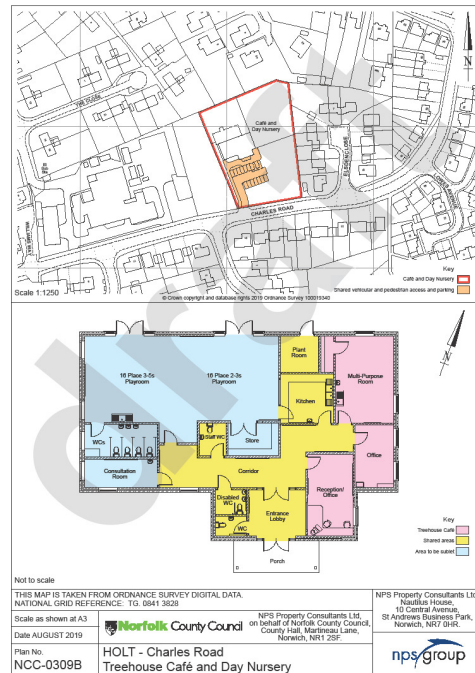 N
THE CLOSE
Café and
Day Nursery
CHARLES ROAD
Key
Café and Day Nursery
Shared vehicular and pedestrian access and parking
Scale 1:1250
© Crown copyright and database rights 2019 Ordnance Survey 100019340
draft
N
16 Place 3-5s
Playroom
16 Place 2-3s
Playroom
Plant
Room
Multi-Purpose
Room
Kitchen
WCs
Staff WC
Store
Consultation
Room
Corridor
Office
Disabled
WC
WC
Entrance
Lobby
Reception/
Office
Porch
Key
Treehouse Café
Shared areas
Area to be sublet
Not to scale
THIS MAP IS TAKEN FROM ORDNANCE SURVEY DIGITAL DATA.
NATIONAL GRID REFERENCE: TG 0841 3828
Scale as shown at A3
Date AUGUST 2019
Norfolk County Council
NPS Property Consultants Ltd,
on behalf of Norfolk County Council,
County Hall, Martineau Lane,
Norwich, NR1 2SF.
NPS Property Consultants Ltd
Nautilus House,
10 Central Avenue,
St Andrews Business Park,
Norwich, NR7 0HR.
Plan No.
NCC-0309B
HOLT - Charles Road
Treehouse Café and Day Nursery
nps group